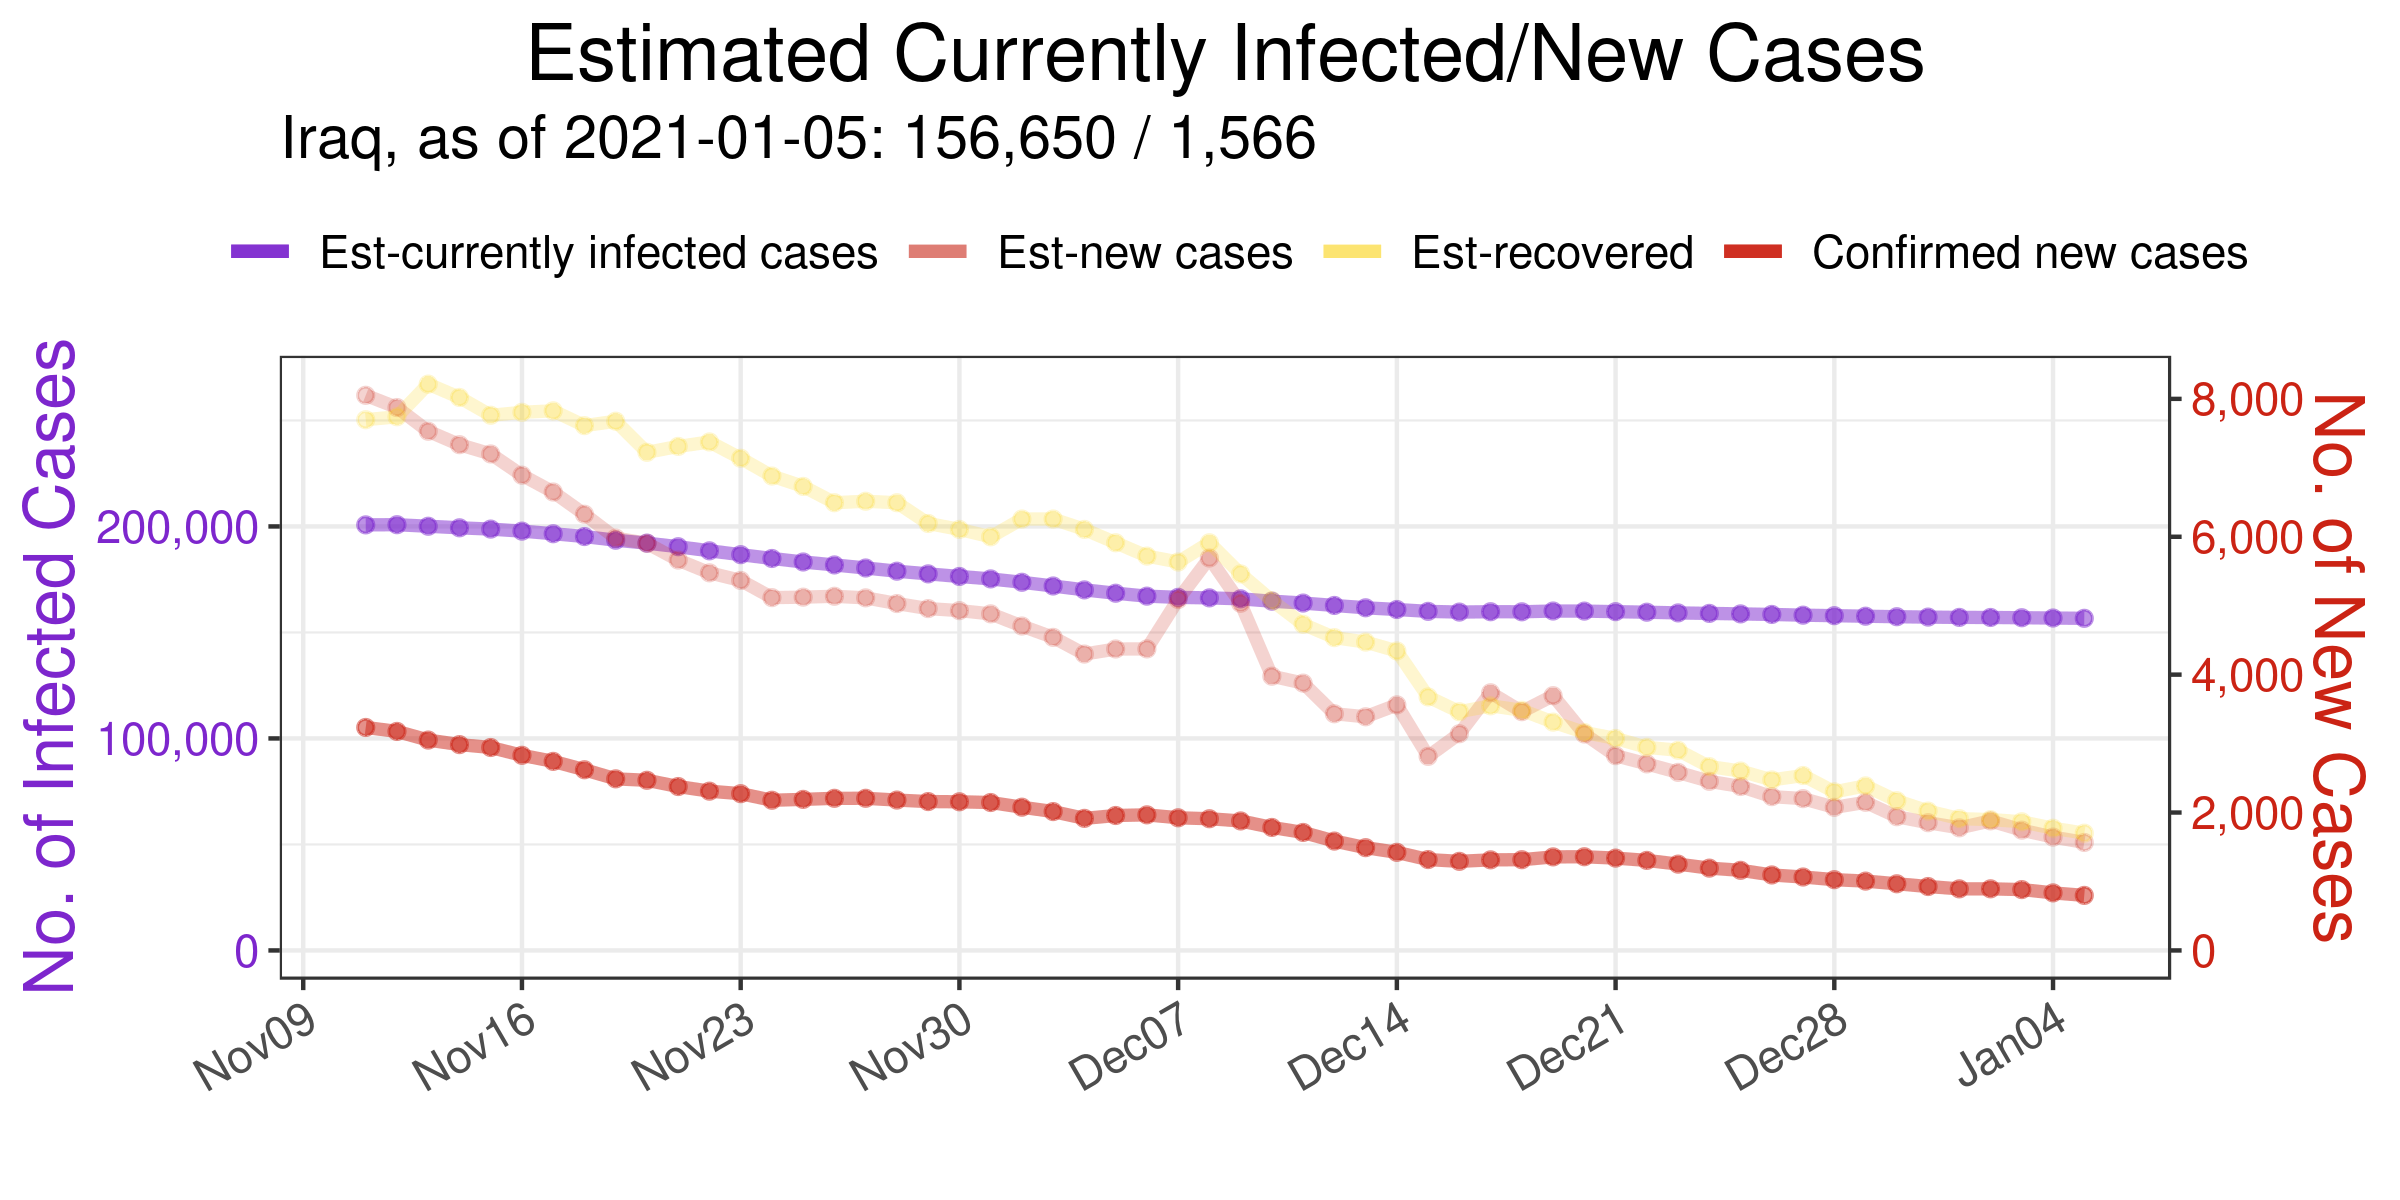 Estimated Currently Infected/New Cases
Iraq, as of 2021-01-05: 156,650 / 1,566
Est-currently infected cases Est-new cases Est-recovered Confirmed new cases
No. of Infected Cases
200,000
100,000
0
8,000
6,000
4,000
2,000
0
No. of New Cases
Nov09 Nov16 Nov23 Nov30 Dec07 Dec14 Dec21 Dec28 Jan04